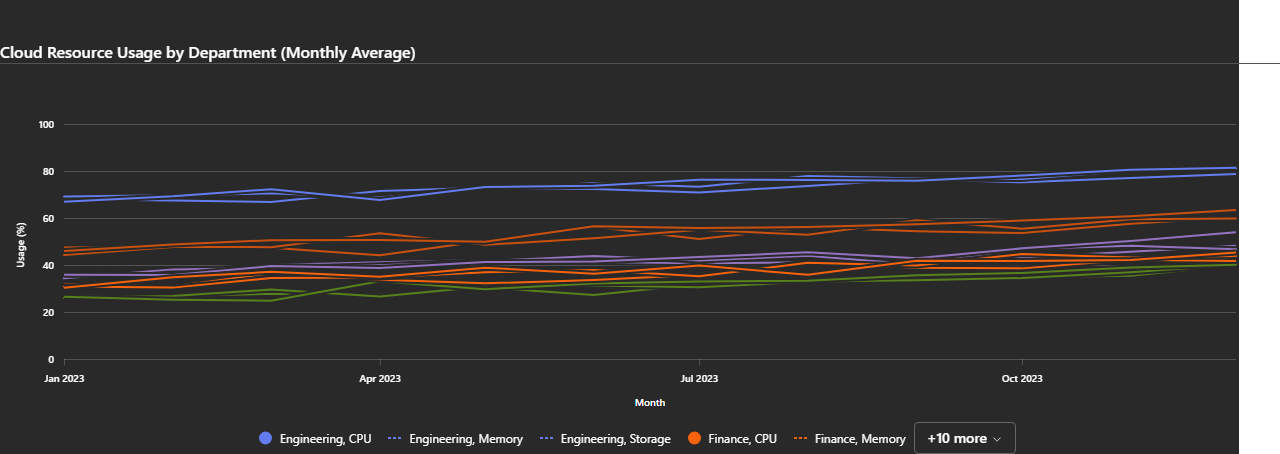 Cloud Resource Usage by Department (Monthly Average)
100
80
60
40
20
0
Usage (%)
Jan 2023 Apr 2023 Jul 2023 Oct 2023
Month
Engineering, CPU Engineering, Memory Engineering, Storage Finance, CPU Finance, Memory +10 more